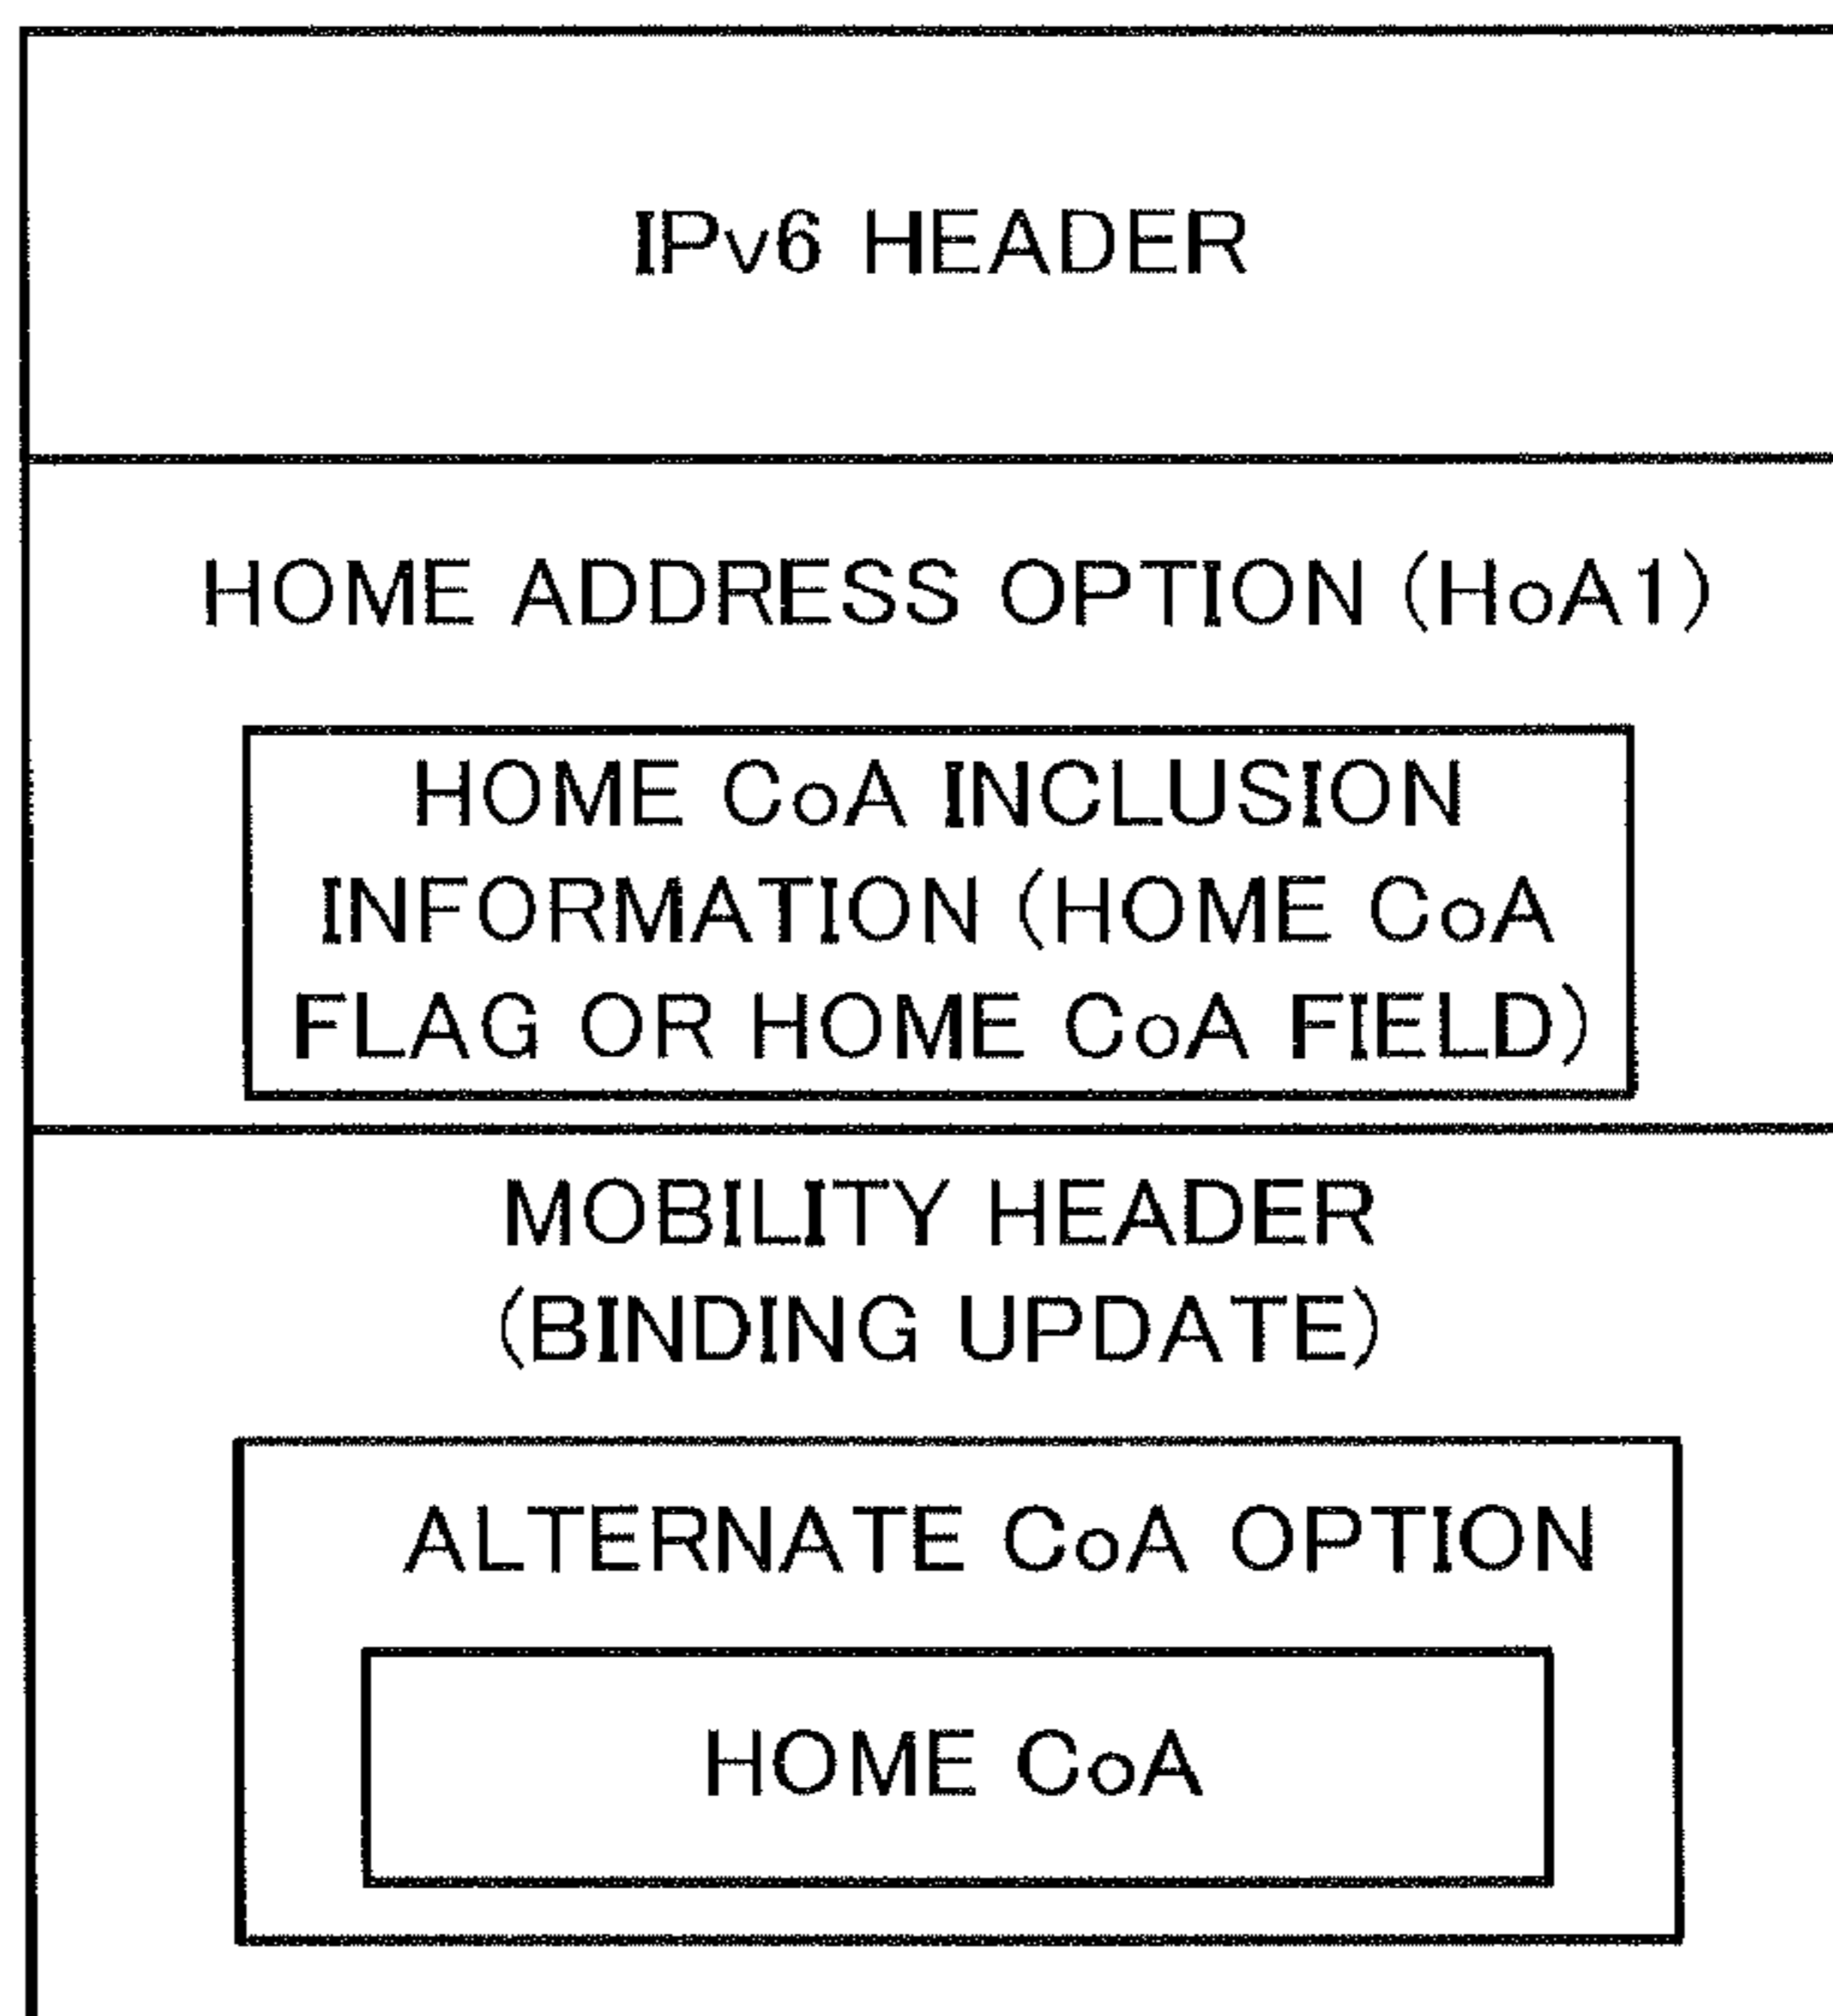 IPv6 HEADER
HOME ADDRESS OPTION (HoA1)
HOME CoA INCLUSION
INFORMATION (HOME CoA
FLAG OR HOME CoA FIELD)
MOBILITY HEADER
(BINDING UPDATE)
ALTERNATE CoA OPTION
HOME CoA